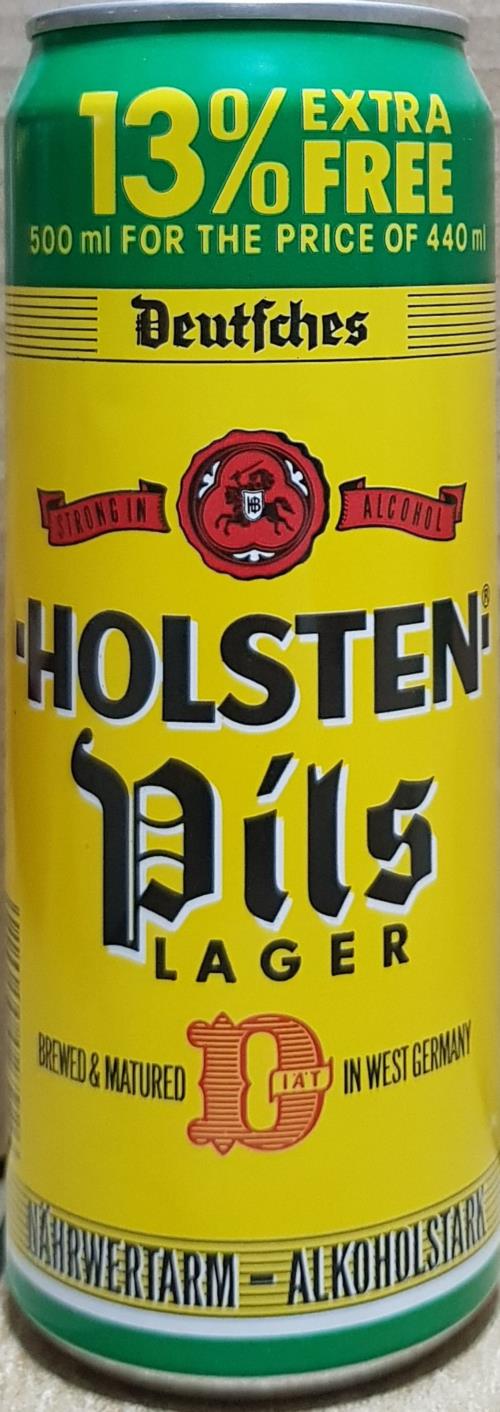 13% EXTRA
FREE
500 ml FOR THE PRICE OF 440 ml
Deutſches
STRONG IN
HB
ALCOHOL
·HOLSTEN·®
Pils
LAGER
BREWED & MATURED DIÄT IN WEST GERMANY
NÄHRWERTARM – ALKOHOLSTARK